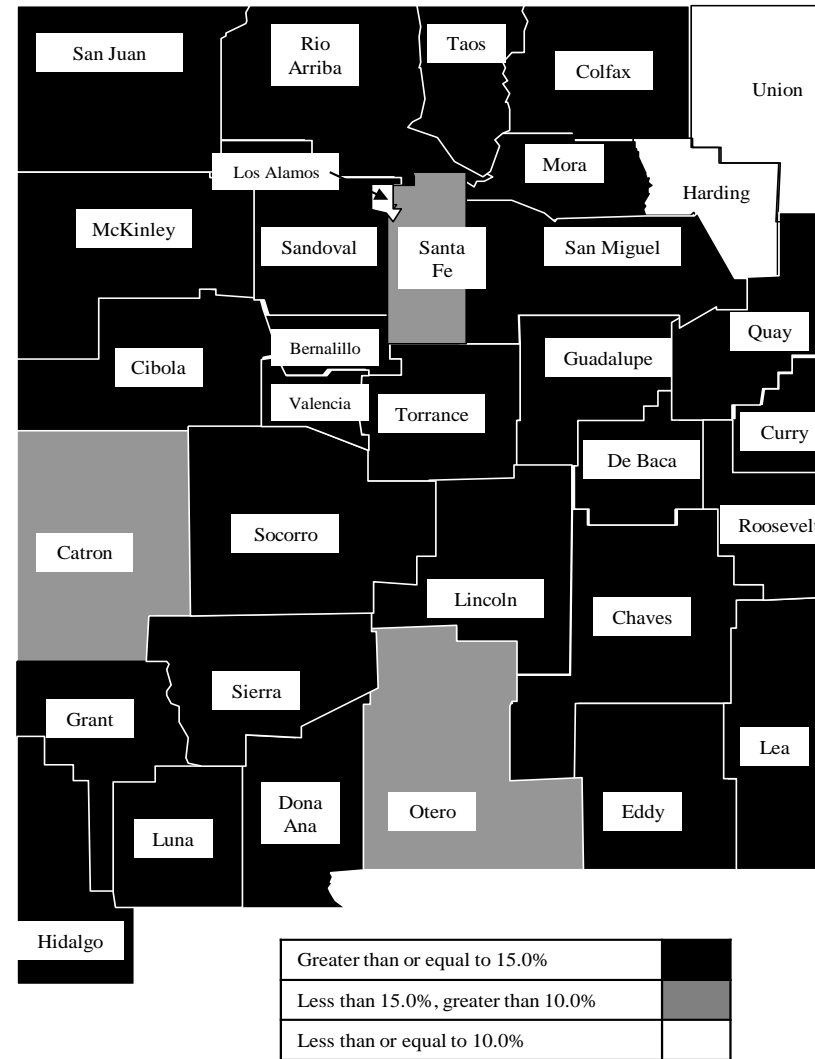 San Juan
Rio
Arriba
Taos
Colfax
Union
Los Alamos
Mora
Harding
McKinley
Sandoval
Santa
Fe
San Miguel
Quay
Cibola
Bernalillo
Guadalupe
Valencia
Torrance
Curry
De Baca
Catron
Socorro
Roosevelt
Lincoln
Chaves
Sierra
Grant
Lea
Dona
Ana
Otero
Eddy
Luna
Hidalgo
Greater than or equal to 15.0%
Less than 15.0%, greater than 10.0%
Less than or equal to 10.0%